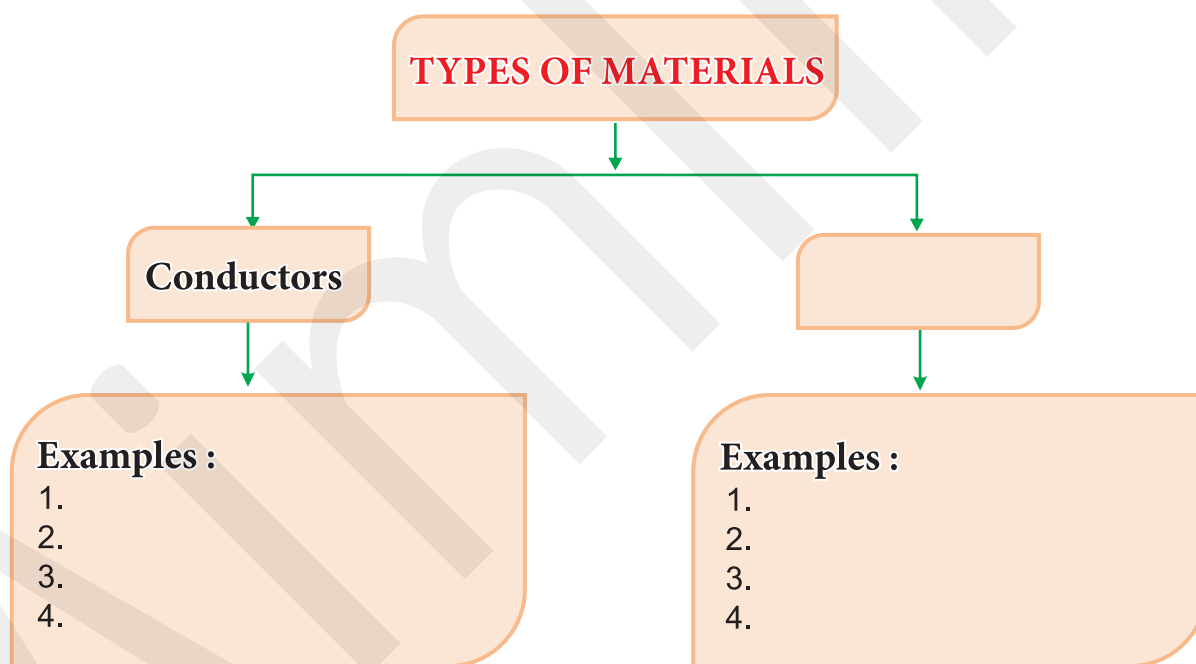 TYPES OF MATERIALS
Conductors
Examples :
1.
2.
3.
4.
Examples :
1.
2.
3.
4.